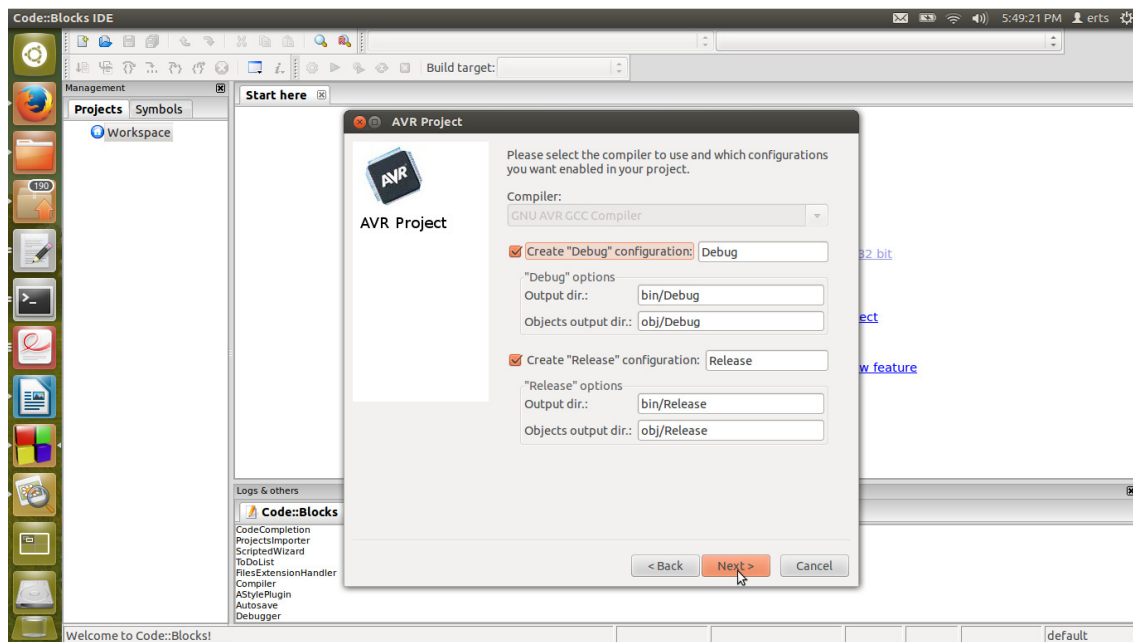 Code::Blocks IDE
5:49:21 PM erts
Build target:
Management
Projects Symbols
Workspace
Start here
190
AVR Project
AVR
AVR Project
Please select the compiler to use and which configurations
you want enabled in your project.
Compiler:
GNU AVR GCC Compiler
Create "Debug" configuration: Debug
"Debug" options
Output dir.: bin/Debug
Objects output dir.: obj/Debug
Create "Release" configuration: Release
"Release" options
Output dir.: bin/Release
Objects output dir.: obj/Release
< Back Next > Cancel
32 bit
ect
w feature
Logs & others
Code::Blocks
CodeCompletion
ProjectsImporter
ScriptedWizard
ToDoList
FilesExtensionHandler
Compiler
AStylePlugin
Autosave
Debugger
Welcome to Code::Blocks!
default